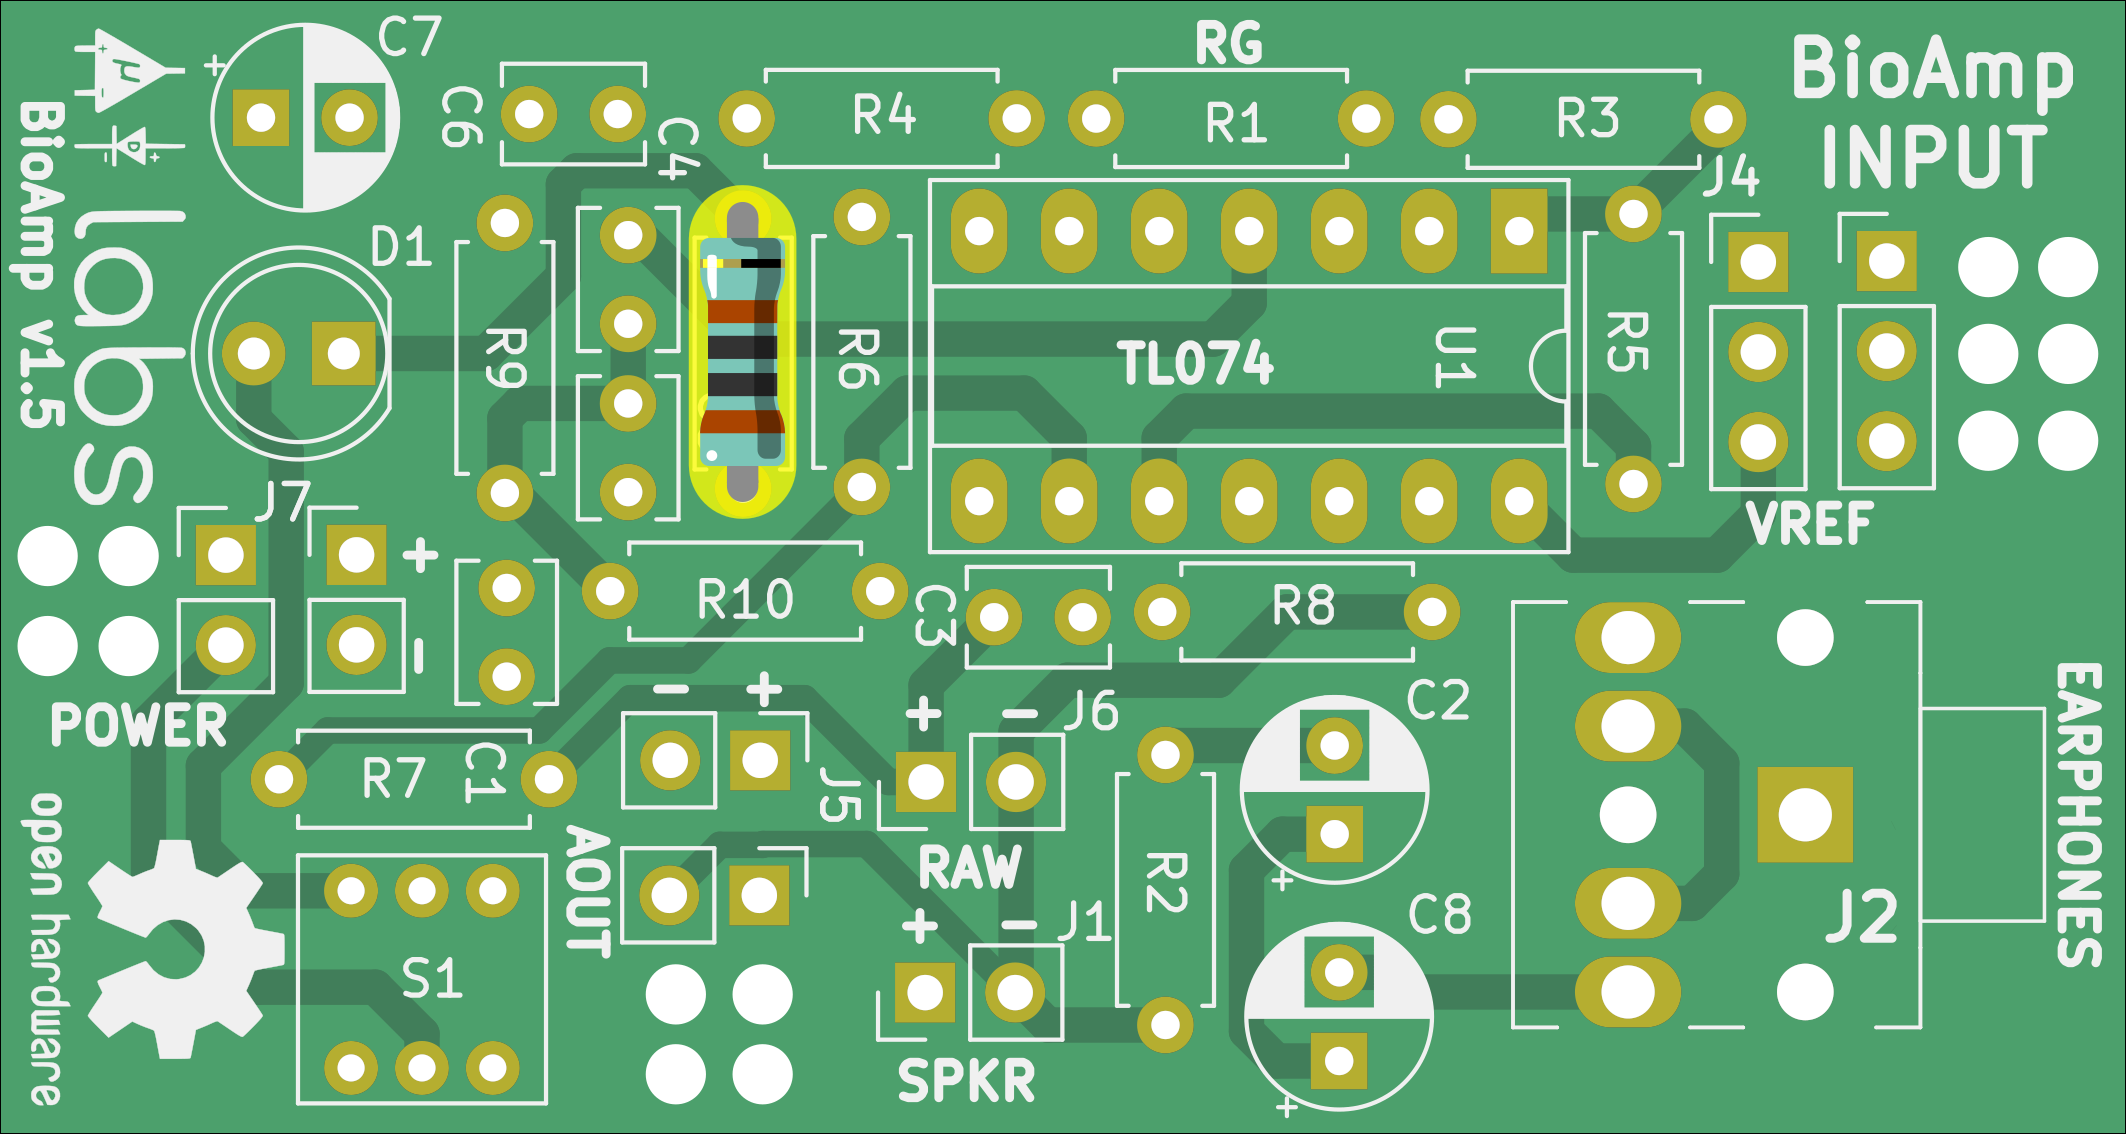 C7
RG
BioAmp
INPUT
C6
C4
R4
R1
R3
J4
µ
D
BioAmp v1.5
labs
D1
R9
R6
TL074
U1
R5
VREF
J7
+
-
POWER
R10
C3
R8
- +
+ -
J6
C2
R7
C1
J5
AOUT
RAW
+ -
J1
R2
C8
J2
EARPHONES
open hardware
S1
SPKR